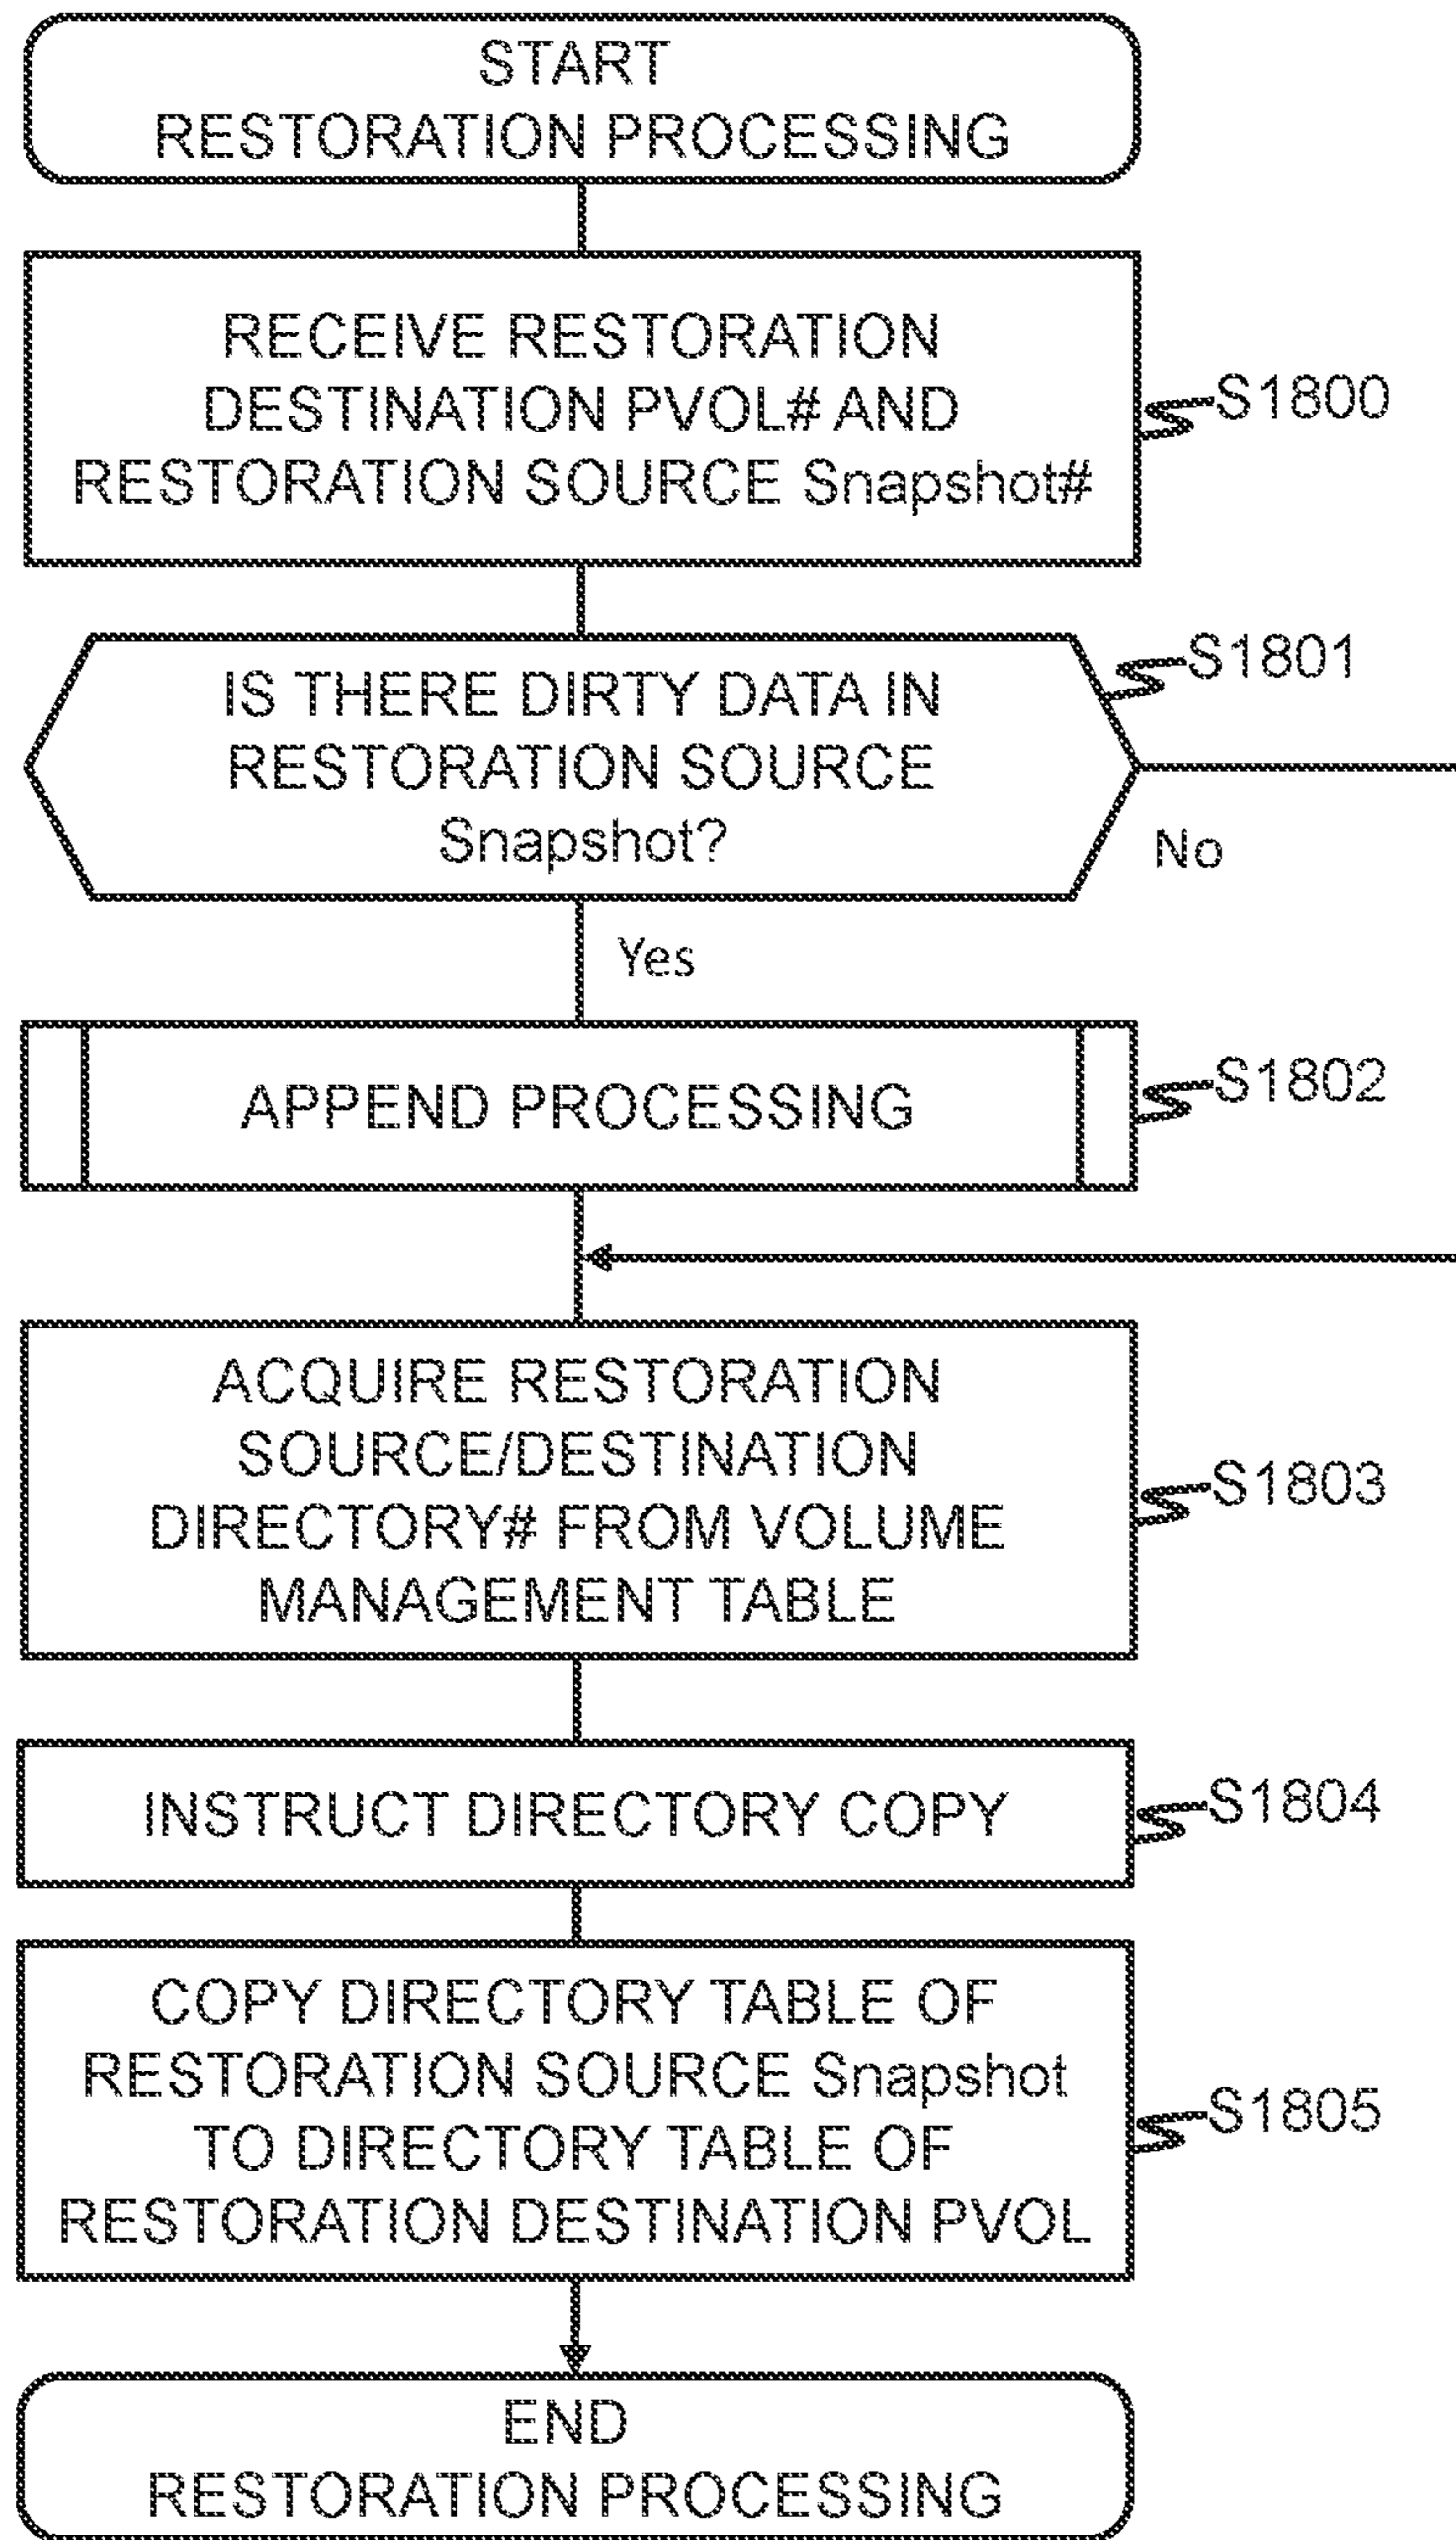 START
RESTORATION PROCESSING
RECEIVE RESTORATION
DESTINATION PVOL# AND
RESTORATION SOURCE Snapshot#
S1800
IS THERE DIRTY DATA IN
RESTORATION SOURCE
Snapshot?
S1801
No
Yes
APPEND PROCESSING
S1802
ACQUIRE RESTORATION
SOURCE/DESTINATION
DIRECTORY# FROM VOLUME
MANAGEMENT TABLE
S1803
INSTRUCT DIRECTORY COPY
S1804
COPY DIRECTORY TABLE OF
RESTORATION SOURCE Snapshot
TO DIRECTORY TABLE OF
RESTORATION DESTINATION PVOL
S1805
END
RESTORATION PROCESSING